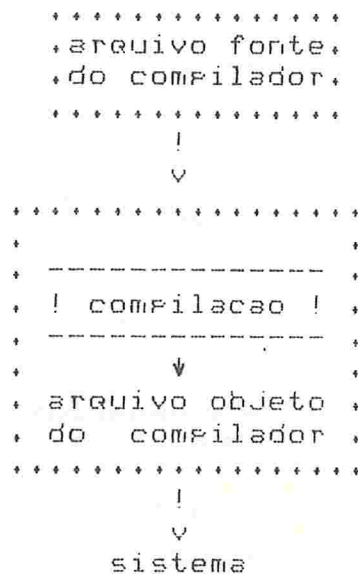 arquivo fonte
do compilador
! compilacao !
arquivo objeto
do compilador
sistema